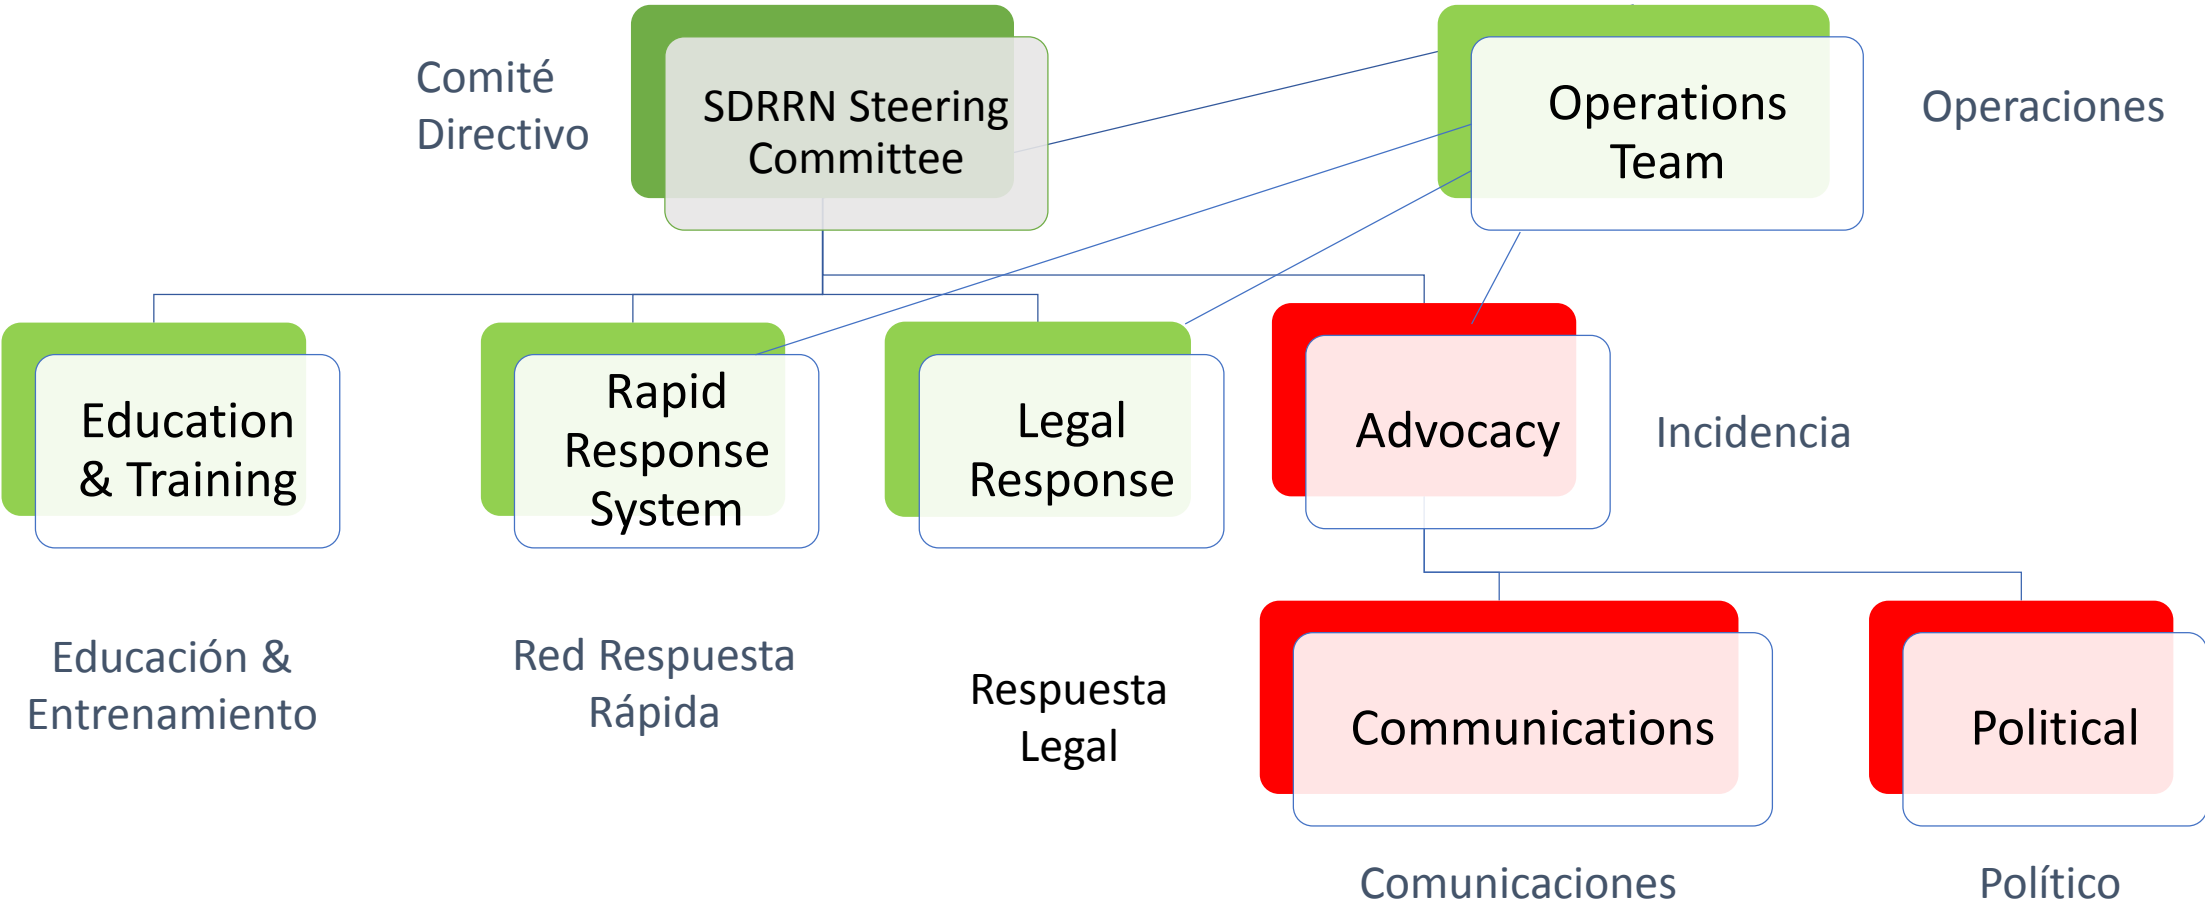 Comité
Directivo
SDRRN Steering
Committee
Operations
Team
Operaciones
Education
& Training
Rapid
Response
System
Legal
Response
Advocacy
Incidencia
Educación &
Entrenamiento
Red Respuesta
Rápida
Respuesta
Legal
Communications
Political
Comunicaciones
Político